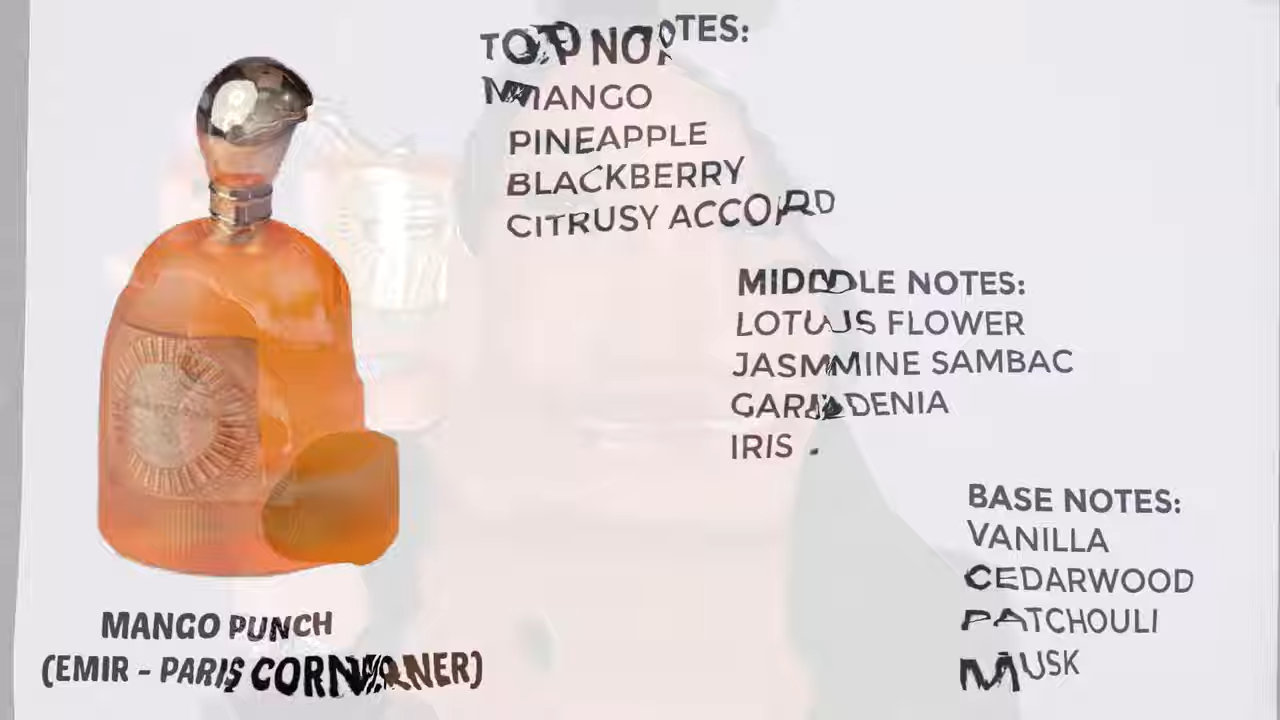 TOP NOTES:
MANGO
PINEAPPLE
BLACKBERRY
CITRUSY ACCORD
MIDDLE NOTES:
LOTUS FLOWER
JASMINE SAMBAC
GARDENIA
IRIS .
BASE NOTES:
VANILLA
CEDARWOOD
PATCHOULI
MUSK
MANGO PUNCH
(EMIR - PARIS CORNER)